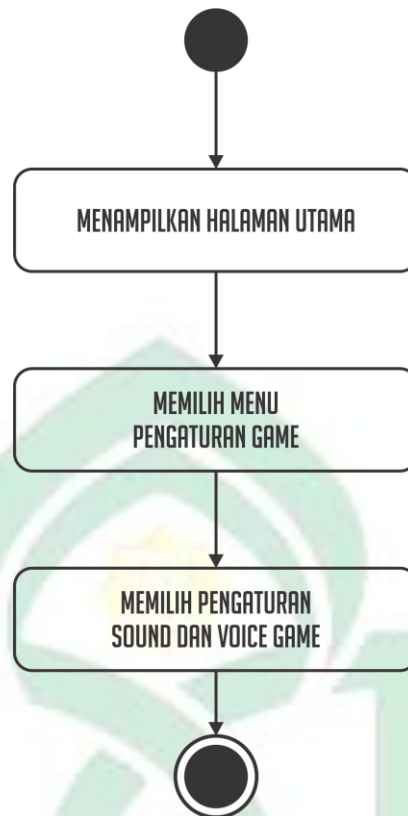 MENAMPILKAN HALAMAN UTAMA
MEMILIH MENU
PENGATURAN GAME
MEMILIH PENGATURAN
SOUND DAN VOICE GAME